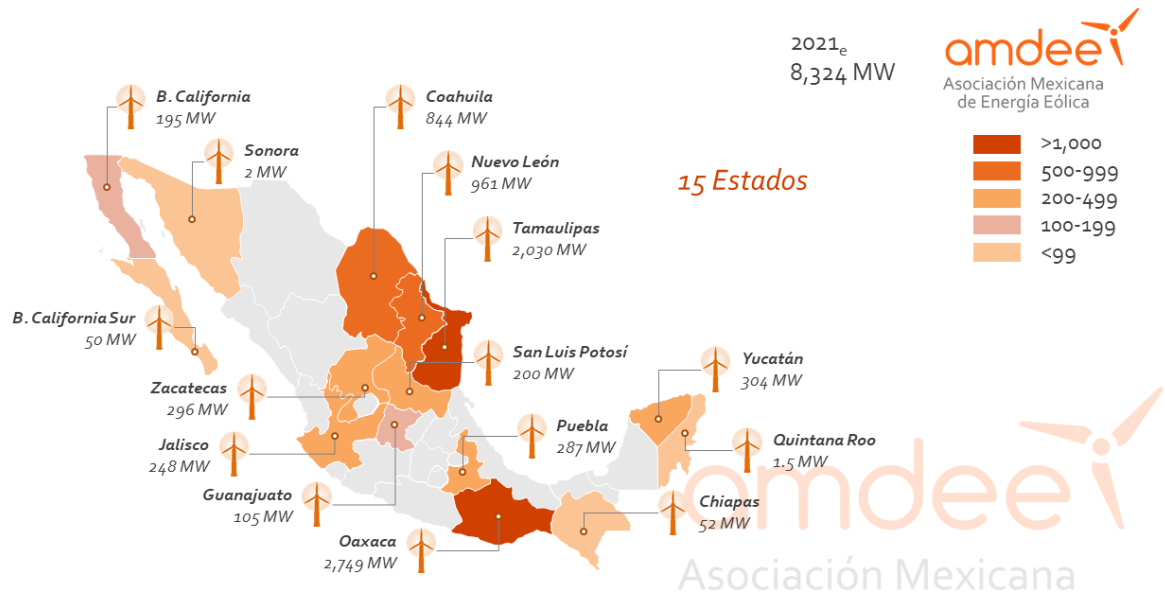 2021e
8,324 MW
amdee
Asociación Mexicana
de Energía Eólica
>1,000
500-999
200-499
100-199
<99
15 Estados
B. California
195 MW
Sonora
2 MW
Coahuila
844 MW
Nuevo León
961 MW
Tamaulipas
2,030 MW
B. California Sur
50 MW
San Luis Potosí
200 MW
Yucatán
304 MW
Zacatecas
296 MW
Jalisco
248 MW
Puebla
287 MW
Quintana Roo
1.5 MW
Guanajuato
105 MW
Chiapas
52 MW
Oaxaca
2,749 MW
amdee
Asociación Mexicana